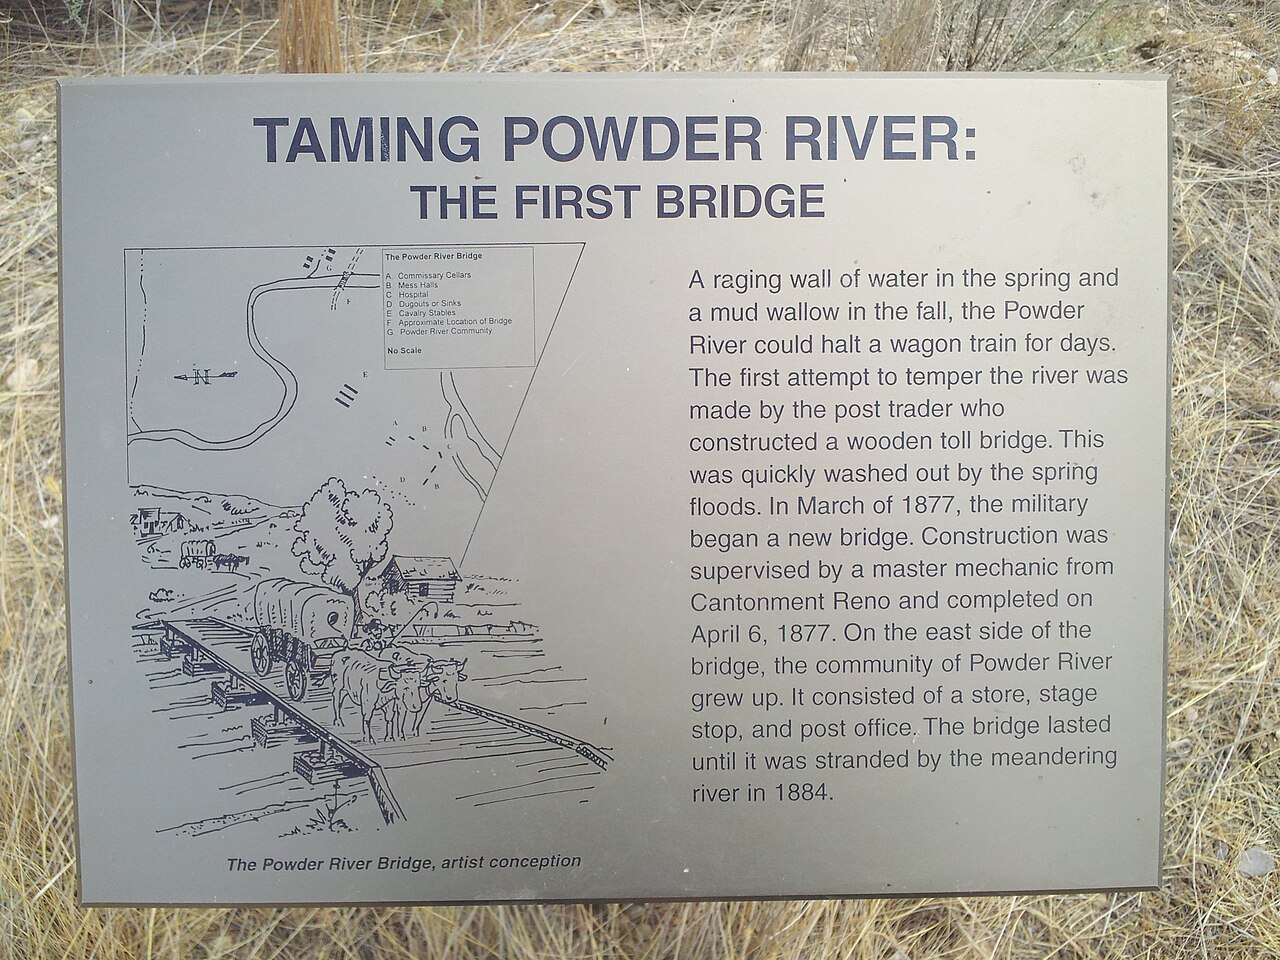 TAMING POWDER RIVER:
THE FIRST BRIDGE
The Powder River Bridge
A. Commissary Cellars
B Mess Halls
C Hospital
D Dugouts or Sinks
E Cavalry Stables
F. Approximate Location of Bridge
G. Powder River Community
No Scale
G
F
N
E
A
B
C
D
B
The Powder River Bridge, artist conception
A raging wall of water in the spring and
a mud wallow in the fall, the Powder
River could halt a wagon train for days.
The first attempt to temper the river was
made by the post trader who
constructed a wooden toll bridge. This
was quickly washed out by the spring
floods. In March of 1877, the military
began a new bridge. Construction was
supervised by a master mechanic from
Cantonment Reno and completed on
April 6, 1877. On the east side of the
bridge, the community of Powder River
grew up. It consisted of a store, stage
stop, and post office. The bridge lasted
until it was stranded by the meandering
river in 1884.